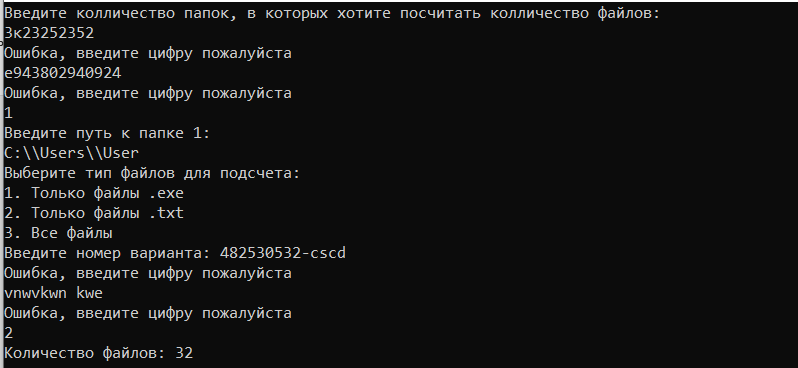 Введите колличество папок, в которых хотите посчитать колличество файлов:
3к23252352
Ошибка, введите цифру пожалуйста
е943802940924
Ошибка, введите цифру пожалуйста
1
Введите путь к папке 1:
C:\\Users\\User
Выберите тип файлов для подсчета:
1. Только файлы .exe
2. Только файлы .txt
3. Все файлы
Введите номер варианта: 482530532-cscd
Ошибка, введите цифру пожалуйста
vnwvkwn kwe
Ошибка, введите цифру пожалуйста
2
Количество файлов: 32